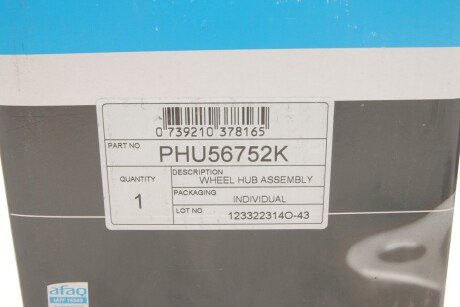 0 739210 378165
PART NO PHU56752K
QUANTITY 1
DESCRIPTION WHEEL HUB ASSEMBLY
PACKAGING INDIVIDUAL
LOT NO 123322314O-43
afaq
IATF 16949